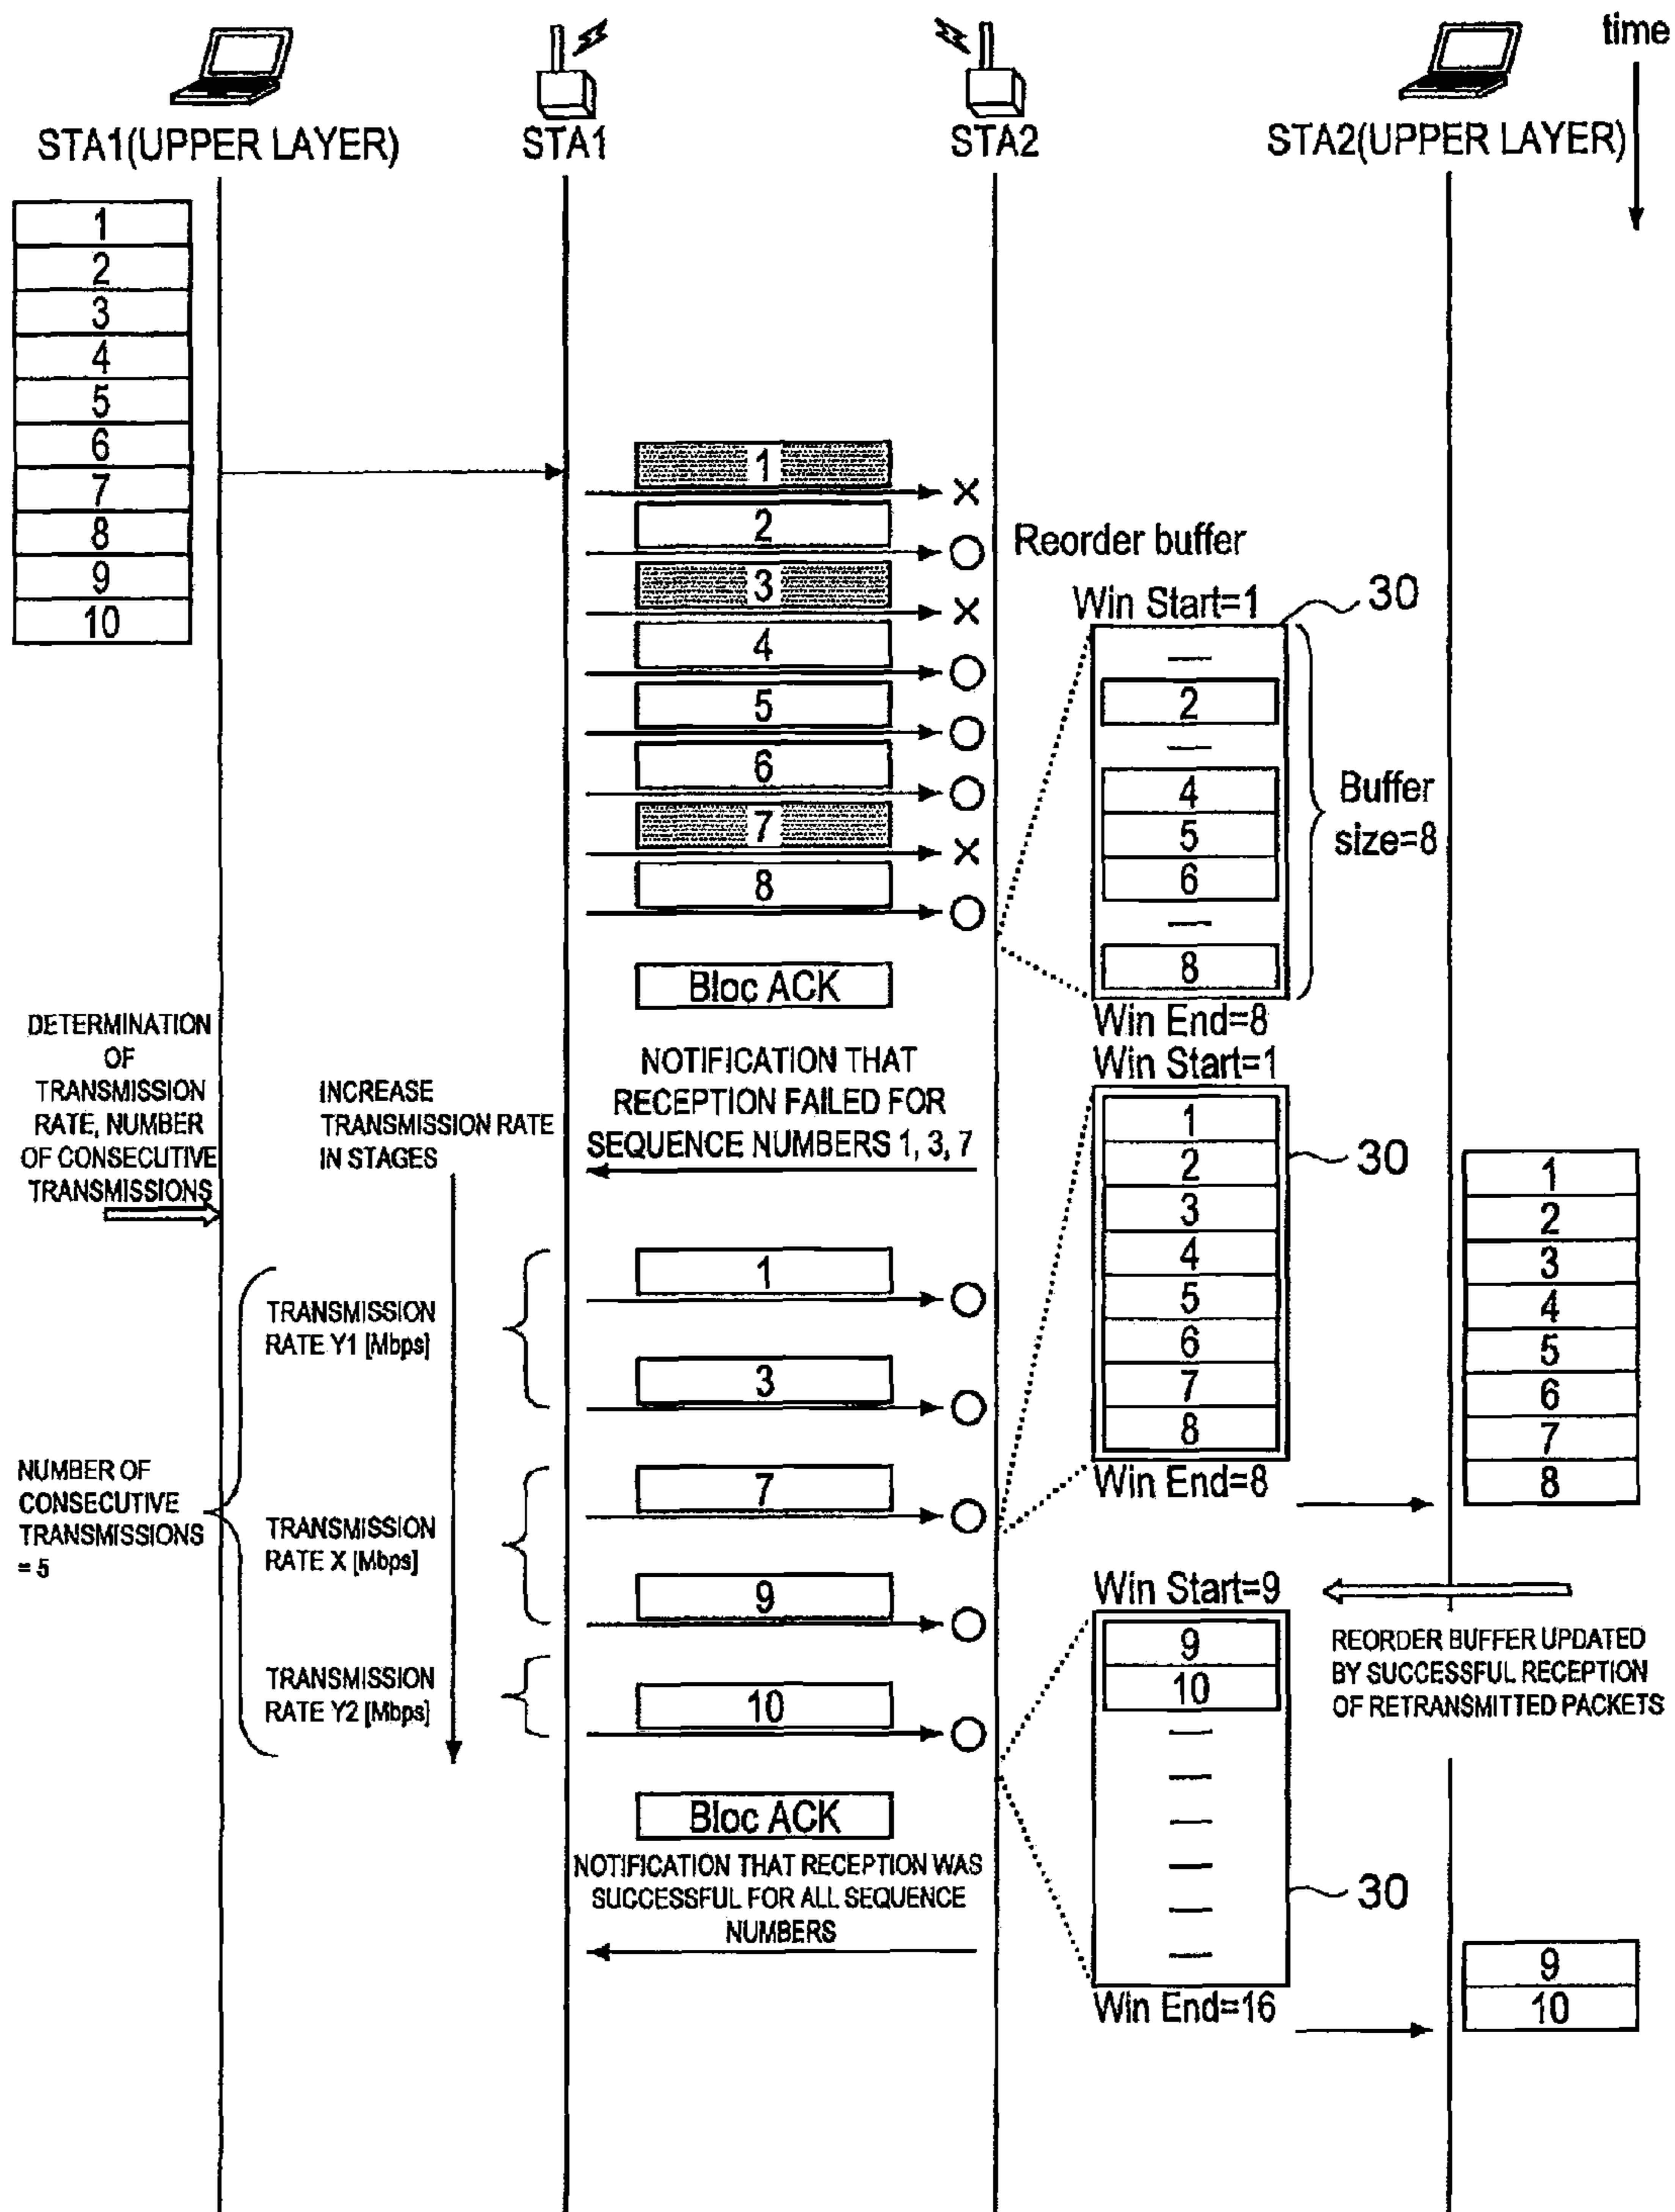 time
STA1(UPPER LAYER)
STA1
STA2
STA2(UPPER LAYER)
1
2
3
4
5
6
7
8
9
10
1
×
2
3
×
4
5
6
7
×
8
Reorder buffer
Win Start=1
30
—
2
—
4
5
6
—
8
Buffer
size=8
Win End=8
Bloc ACK
NOTIFICATION THAT
RECEPTION FAILED FOR
SEQUENCE NUMBERS 1, 3, 7
DETERMINATION
OF
TRANSMISSION
RATE, NUMBER
OF CONSECUTIVE
TRANSMISSIONS
INCREASE
TRANSMISSION RATE
IN STAGES
Win Start=1
30
1
2
3
4
5
6
7
8
Win End=8
1
2
3
4
5
6
7
8
NUMBER OF
CONSECUTIVE
TRANSMISSIONS
= 5
TRANSMISSION
RATE Y1 [Mbps]
TRANSMISSION
RATE X [Mbps]
TRANSMISSION
RATE Y2 [Mbps]
1
3
7
9
10
Win Start=9
9
10
—
—
—
—
—
—
30
Win End=16
REORDER BUFFER UPDATED
BY SUCCESSFUL RECEPTION
OF RETRANSMITTED PACKETS
Bloc ACK
NOTIFICATION THAT RECEPTION WAS
SUCCESSFUL FOR ALL SEQUENCE
NUMBERS
9
10